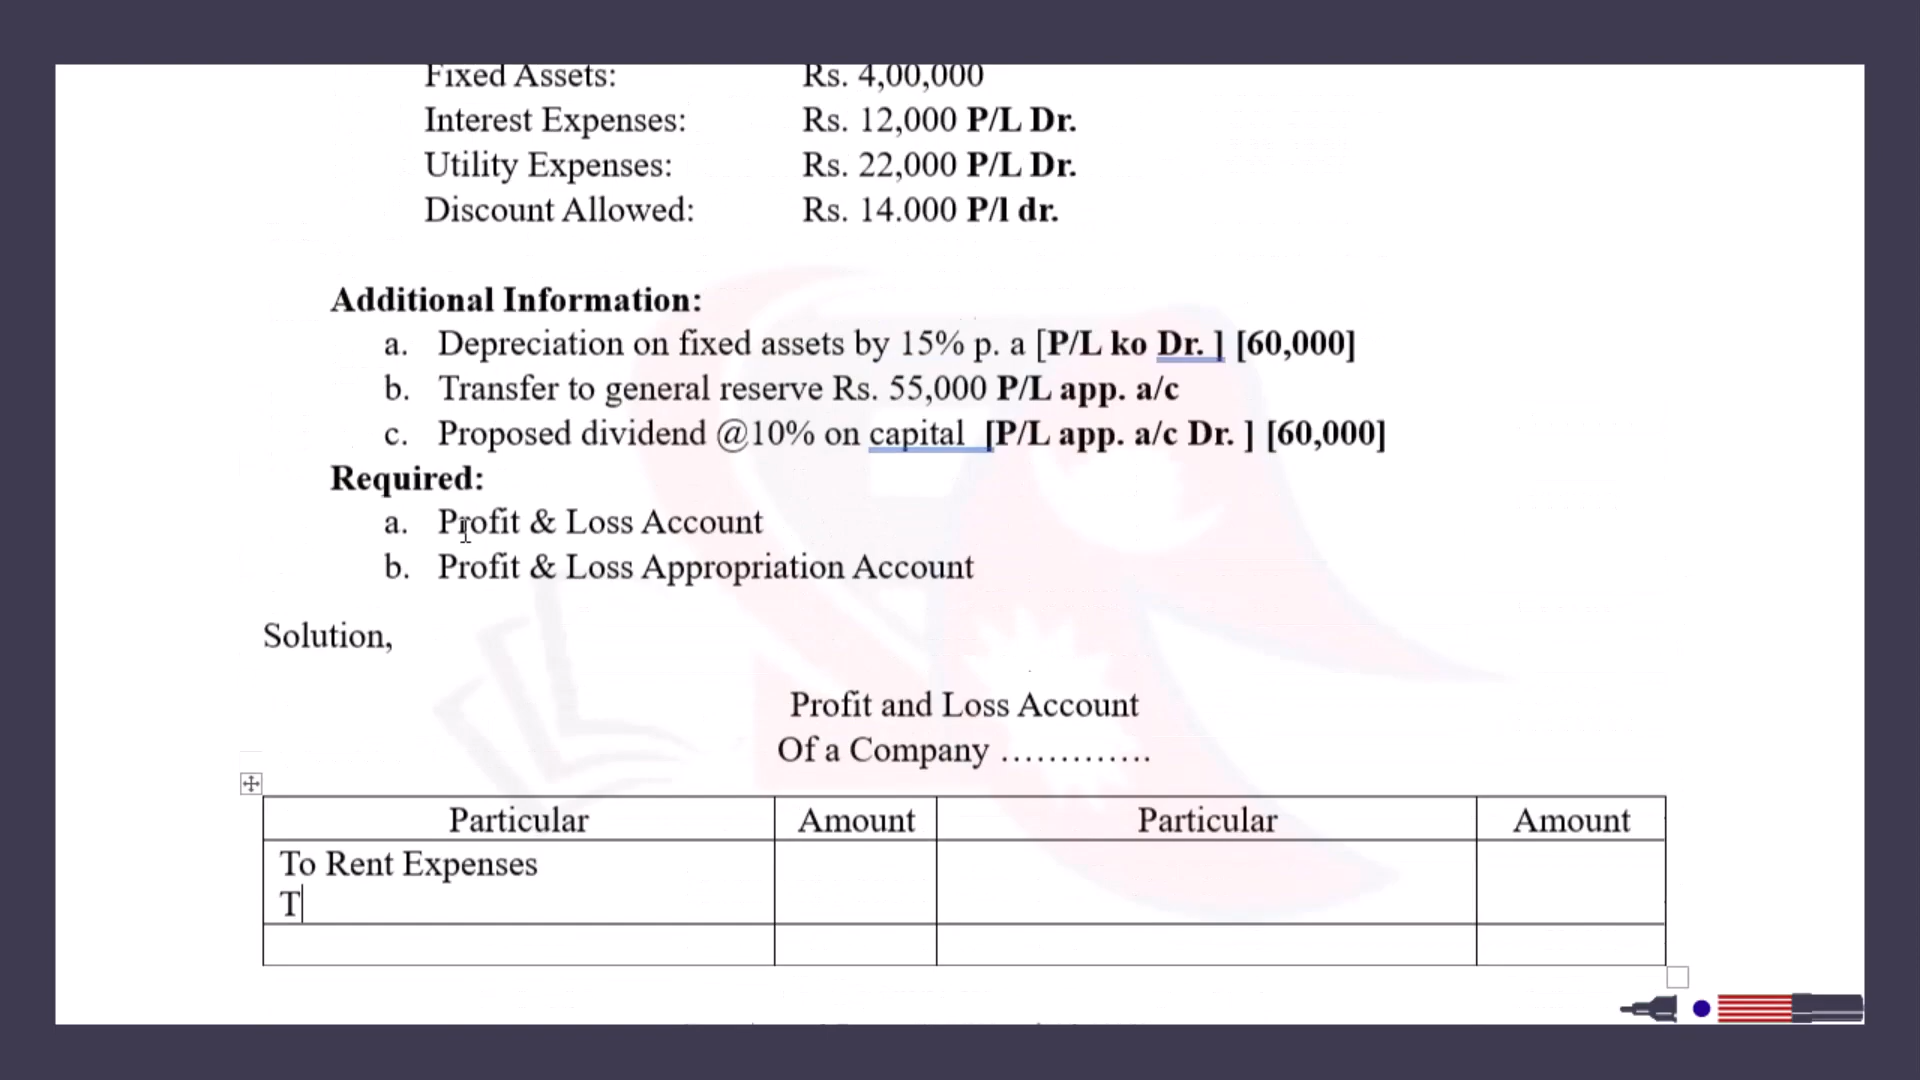 Fixed Assets: Rs. 4,00,000
Interest Expenses: Rs. 12,000 P/L Dr.
Utility Expenses: Rs. 22,000 P/L Dr.
Discount Allowed: Rs. 14.000 P/l dr.
Additional Information:
a. Depreciation on fixed assets by 15% p. a [P/L ko Dr. ] [60,000]
b. Transfer to general reserve Rs. 55,000 P/L app. a/c
c. Proposed dividend @10% on capital [P/L app. a/c Dr. ] [60,000]
Required:
a. Profit & Loss Account
b. Profit & Loss Appropriation Account
Solution,
Profit and Loss Account
Of a Company .............
Particular Amount Particular Amount
To Rent Expenses
T